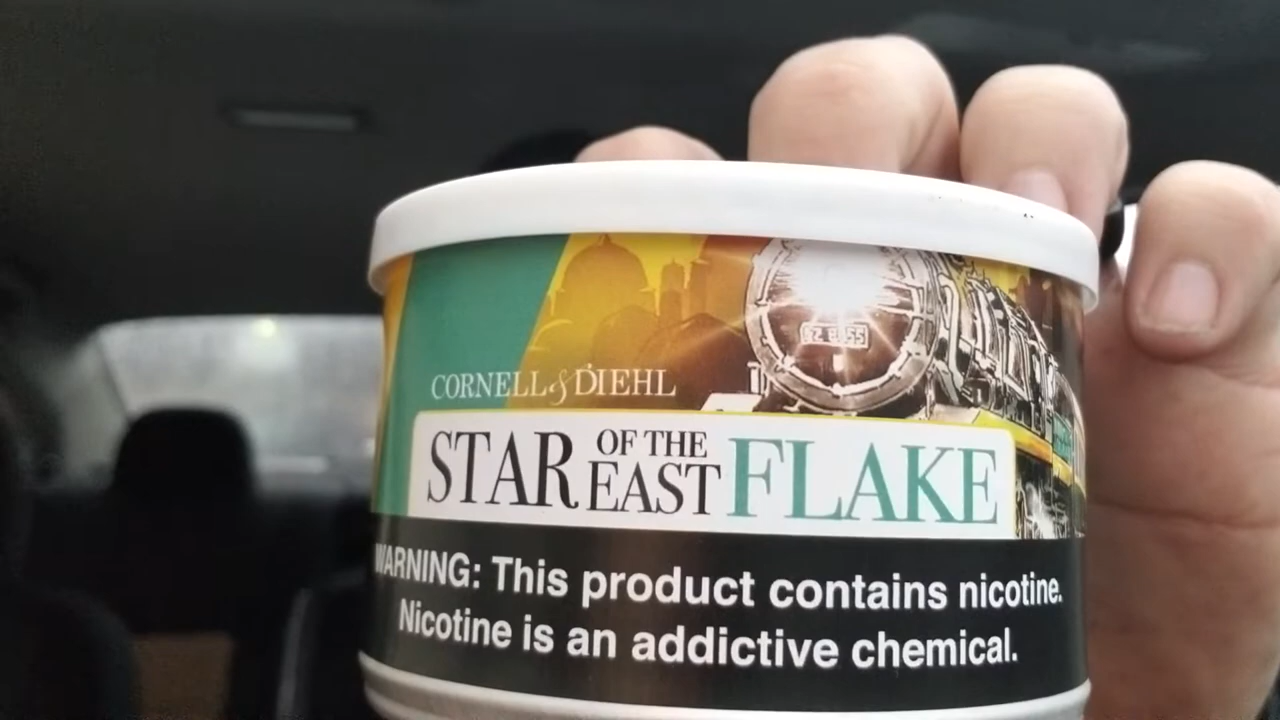 CORNELL & DIEHL
STAR OF THE EAST FLAKE
WARNING: This product contains nicotine.
Nicotine is an addictive chemical.